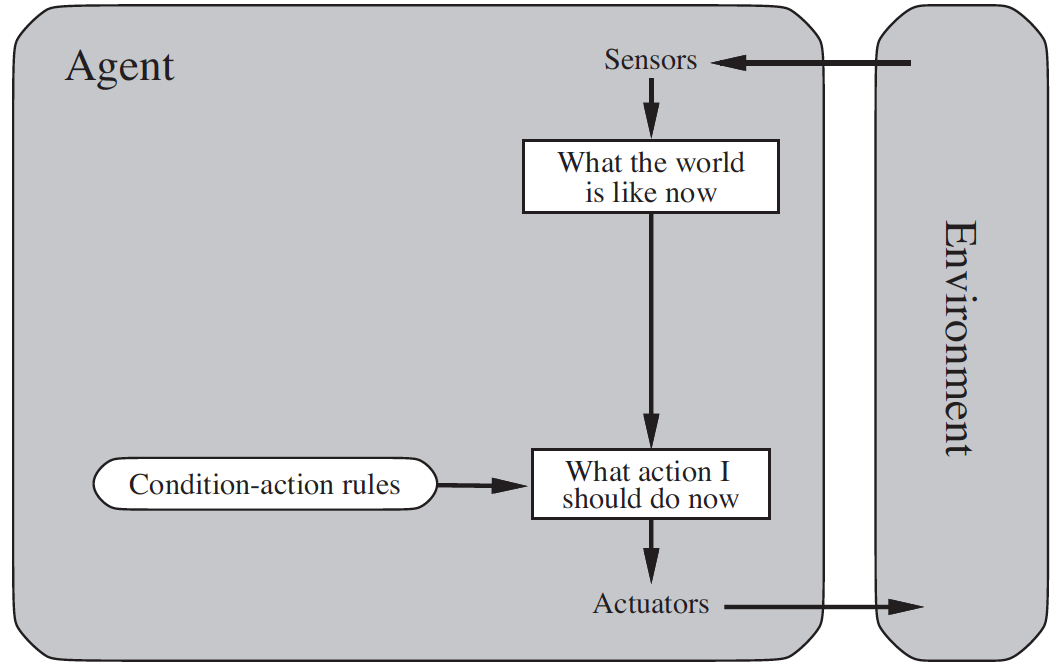 Agent
Sensors
What the world
is like now
Environment
Condition-action rules
What action I
should do now
Actuators